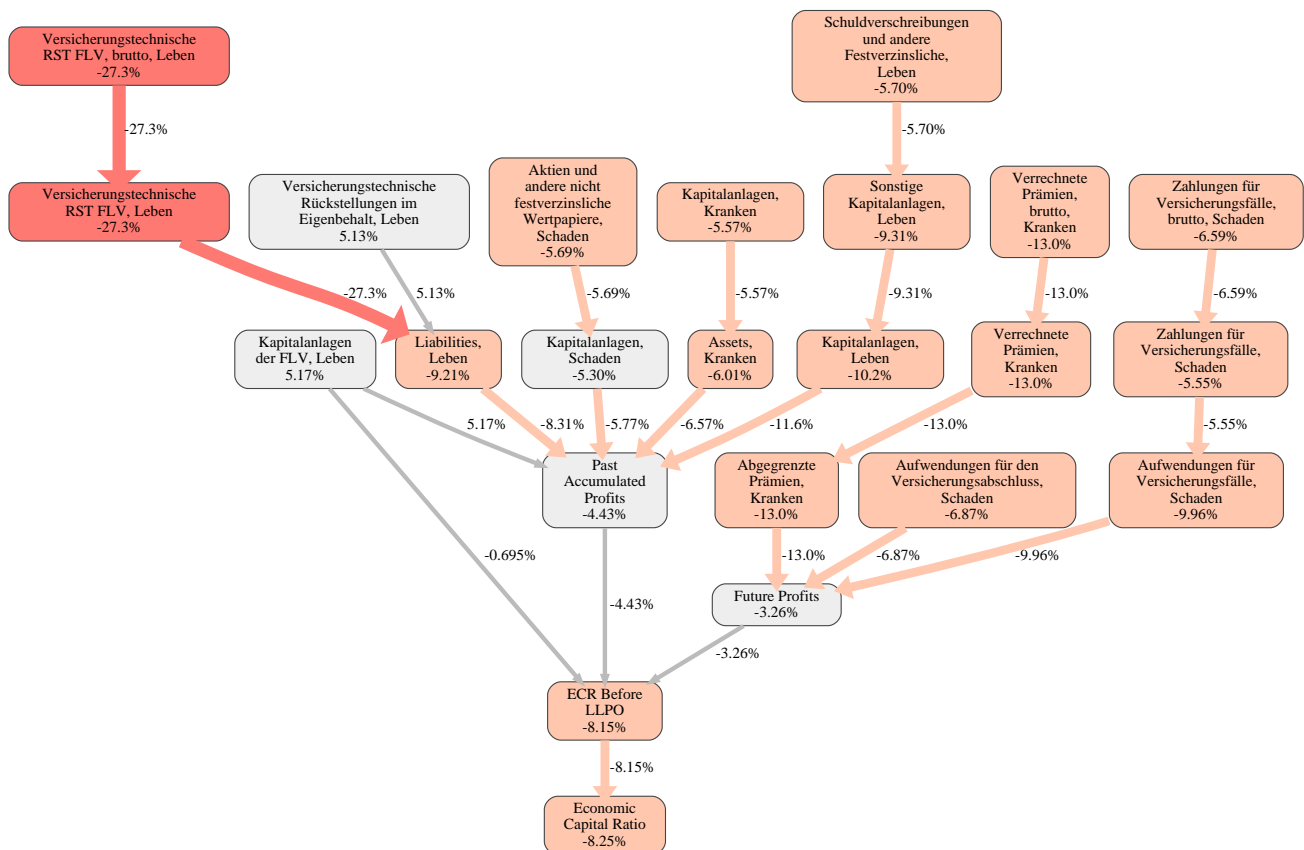 Versicherungstechnische
RST FLV, brutto, Leben
-27.3%
Schuldverschreibungen
und andere
Festverzinsliche,
Leben
-5.70%
-27.3%
-5.70%
Versicherungstechnische
RST FLV, Leben
-27.3%
Versicherungstechnische
Rückstellungen im
Eigenbehalt, Leben
5.13%
Aktien und
andere nicht
festverzinsliche
Wertpapiere,
Schaden
-5.69%
Kapitalanlagen,
Kranken
-5.57%
Sonstige
Kapitalanlagen,
Leben
-9.31%
Verrechnete
Prämien,
brutto,
Kranken
-13.0%
Zahlungen für
Versicherungsfälle,
brutto, Schaden
-6.59%
-27.3%
5.13%
-5.69%
-5.57%
-9.31%
-13.0%
-6.59%
Kapitalanlagen
der FLV, Leben
5.17%
Liabilities,
Leben
-9.21%
Kapitalanlagen,
Schaden
-5.30%
Assets,
Kranken
-6.01%
Kapitalanlagen,
Leben
-10.2%
Verrechnete
Prämien,
Kranken
-13.0%
Zahlungen für
Versicherungsfälle,
Schaden
-5.55%
5.17%
-8.31%
-5.77%
-6.57%
-11.6%
-13.0%
-5.55%
Past
Accumulated
Profits
-4.43%
Abgegrenzte
Prämien,
Kranken
-13.0%
Aufwendungen für den
Versicherungsabschluss,
Schaden
-6.87%
Aufwendungen für
Versicherungsfälle,
Schaden
-9.96%
-0.695%
-13.0%
-6.87%
-9.96%
-4.43%
Future Profits
-3.26%
-3.26%
ECR Before
LLPO
-8.15%
-8.15%
Economic
Capital Ratio
-8.25%